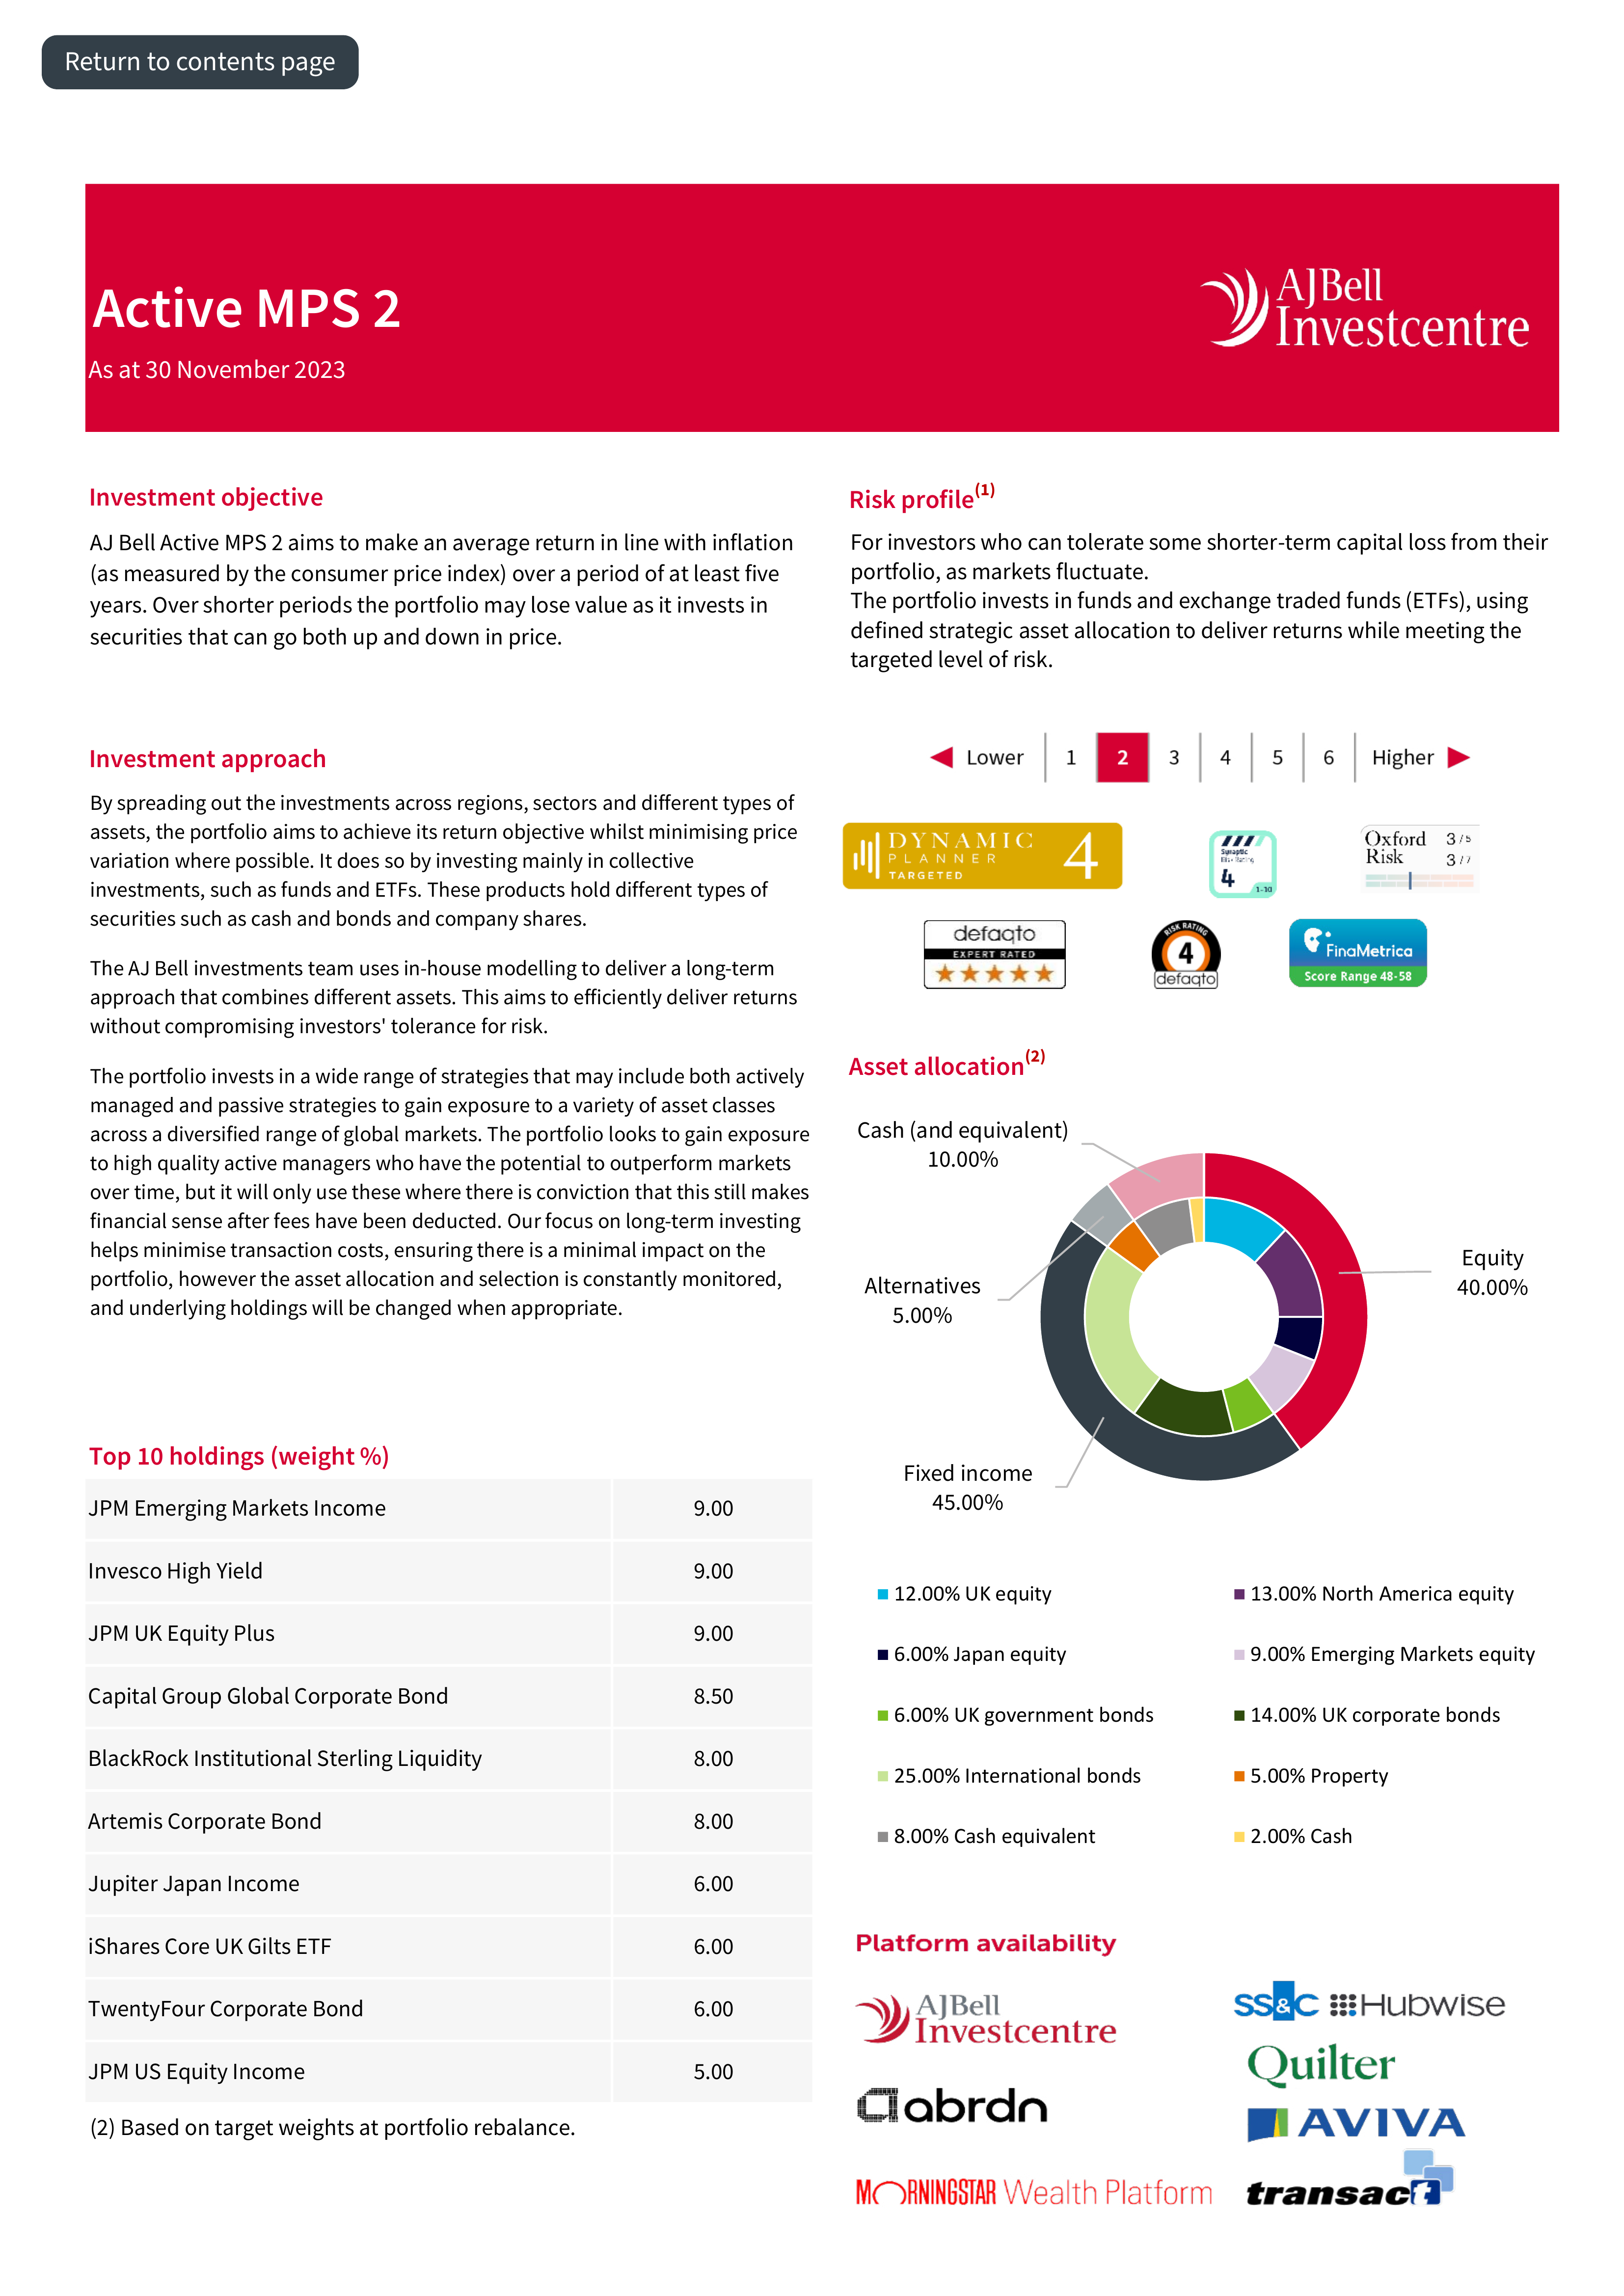 Return to contents page
Active MPS 2
As at 30 November 2023
AJBell
Investcentre
Investment objective
AJ Bell Active MPS 2 aims to make an average return in line with inflation
(as measured by the consumer price index) over a period of at least five
years. Over shorter periods the portfolio may lose value as it invests in
securities that can go both up and down in price.
Investment approach
By spreading out the investments across regions, sectors and different types of
assets, the portfolio aims to achieve its return objective whilst minimising price
variation where possible. It does so by investing mainly in collective
investments, such as funds and ETFs. These products hold different types of
securities such as cash and bonds and company shares.
The AJ Bell investments team uses in-house modelling to deliver a long-term
approach that combines different assets. This aims to efficiently deliver returns
without compromising investors' tolerance for risk.
The portfolio invests in a wide range of strategies that may include both actively
managed and passive strategies to gain exposure to a variety of asset classes
across a diversified range of global markets. The portfolio looks to gain exposure
to high quality active managers who have the potential to outperform markets
over time, but it will only use these where there is conviction that this still makes
financial sense after fees have been deducted. Our focus on long-term investing
helps minimise transaction costs, ensuring there is a minimal impact on the
portfolio, however the asset allocation and selection is constantly monitored,
and underlying holdings will be changed when appropriate.
Top 10 holdings (weight %)
JPM Emerging Markets Income 9.00
Invesco High Yield 9.00
JPM UK Equity Plus 9.00
Capital Group Global Corporate Bond 8.50
BlackRock Institutional Sterling Liquidity 8.00
Artemis Corporate Bond 8.00
Jupiter Japan Income 6.00
iShares Core UK Gilts ETF 6.00
TwentyFour Corporate Bond 6.00
JPM US Equity Income 5.00
(2) Based on target weights at portfolio rebalance.
Risk profile(1)
For investors who can tolerate some shorter-term capital loss from their
portfolio, as markets fluctuate.
The portfolio invests in funds and exchange traded funds (ETFs), using
defined strategic asset allocation to deliver returns while meeting the
targeted level of risk.
Lower 1 2 3 4 5 6 Higher
DYNAMIC
PLANNER
TARGETED
4
Synaptic
Risk Rating
4
1-10
Oxford 3/5
Risk 3/7
defaqto
EXPERT RATED
RISK RATING
4
defaqto
FinaMetrica
Score Range 48-58
Asset allocation(2)
Cash (and equivalent)
10.00%
Equity
40.00%
Alternatives
5.00%
Fixed income
45.00%
12.00% UK equity
13.00% North America equity
6.00% Japan equity
9.00% Emerging Markets equity
6.00% UK government bonds
14.00% UK corporate bonds
25.00% International bonds
5.00% Property
8.00% Cash equivalent
2.00% Cash
Platform availability
AJBell
Investcentre
SS&C Hubwise
Quilter
abrdn
AVIVA
MORNINGSTAR Wealth Platform
transact